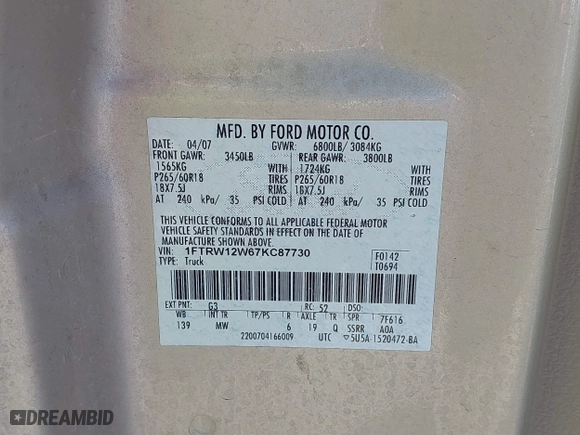 MFD. BY FORD MOTOR CO.
DATE 04/07 GVWR: 6800LB/ 3084KG
FRONT GAWR: 3450LB REAR GAWR: 3800LB
1565KG WITH 1724KG WITH
P265/60R18 TIRES P265/60R18 TIRES
18X7.5J RIMS 18X7.5J RIMS
AT 240 kPa/ 35 PSI COLD AT 240 kPa/ 35 PSI COLD
THIS VEHICLE CONFORMS TO ALL APPLICABLE FEDERAL MOTOR
VEHICLE SAFETY STANDARDS IN EFFECT ON THE DATE OF
MANUFACTURE SHOWN ABOVE.
VIN: 1FTRW12W67KC87730 F0142
TYPE: Truck T0694
EXT PNT: G3 RC: 52 DSO:
WB INT TR TP/PS R AXLE TR SPR 7F616
139 MW 6 19 Q SSRR A0A
2200704166009 UTC 5U5A-1520472-BA
DREAMBID